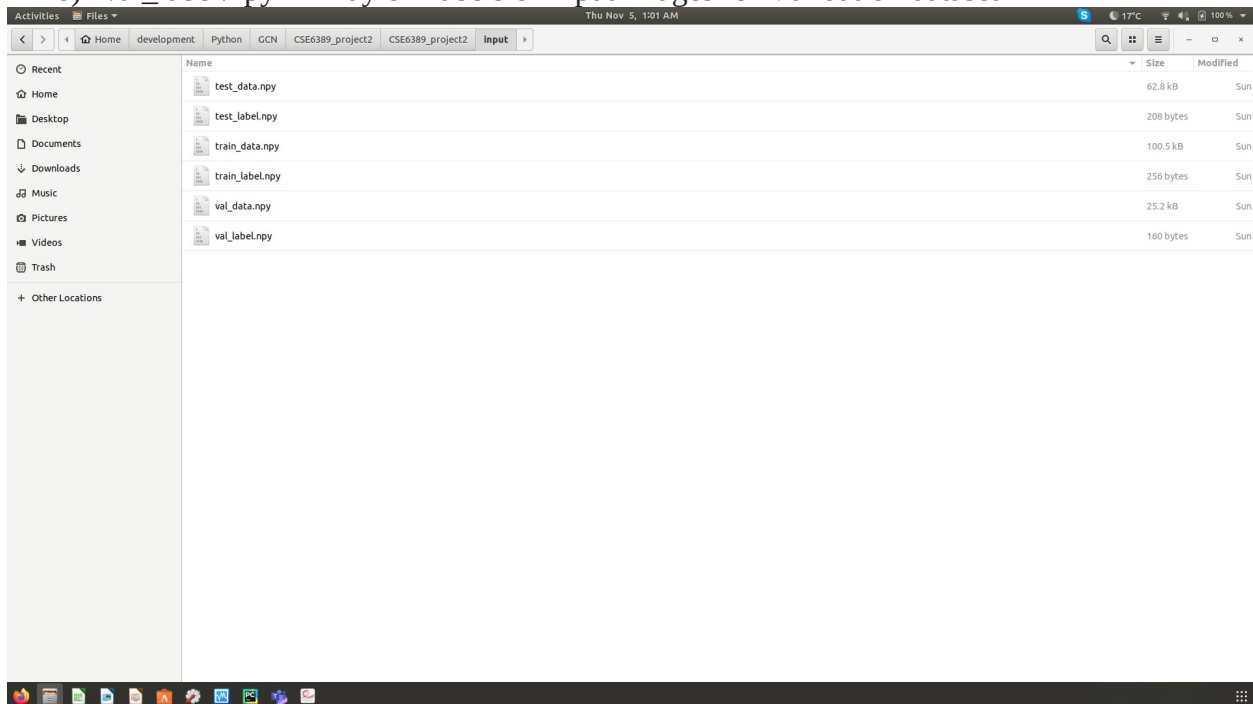 Activities Files Thu Nov 5, 1:01 AM S 17°C 100%
Home development Python GCN CSE6389_project2 CSE6389_project2 input
Name Size Modified
Recent
Home
Desktop
Documents
Downloads
Music
Pictures
Videos
Trash
+ Other Locations
test_data.npy 62.8 kB Sun
test_label.npy 208 bytes Sun
train_data.npy 100.5 kB Sun
train_label.npy 256 bytes Sun
val_data.npy 25.2 kB Sun
val_label.npy 160 bytes Sun